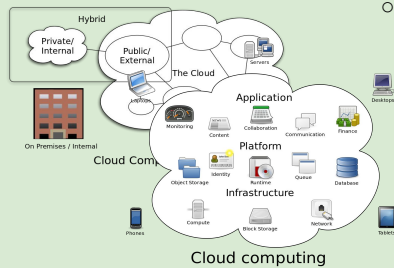 Hybrid
Private/
Internal
Public/
External
The Cloud
Servers
Laptops
Desktops
Application
Monitoring
Content
Collaboration
Communication
Finance
On Premises / Internal
Cloud Comp
Platform
Object Storage
Identity
Runtime
Queue
Database
Infrastructure
Compute
Block Storage
Network
Phones
Tablets
Cloud computing